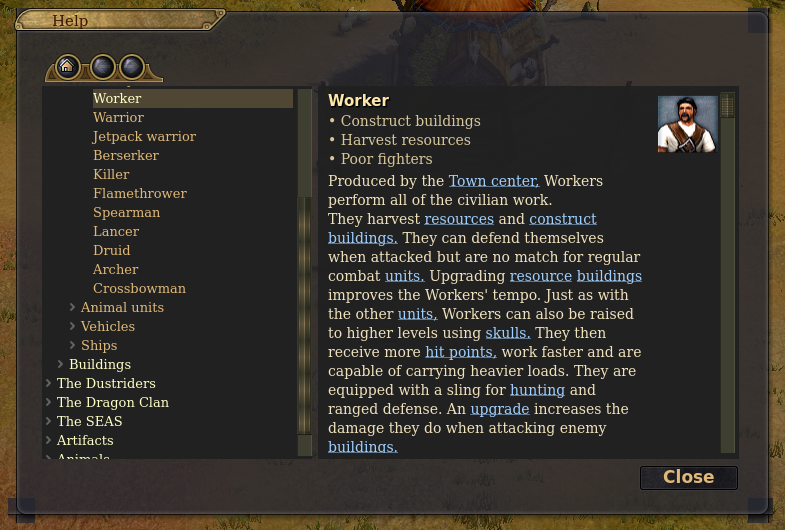 Help
Worker
Warrior
Jetpack warrior
Berserker
Killer
Flamethrower
Spearman
Lancer
Druid
Archer
Crossbowman
Animal units
Vehicles
Ships
Buildings
The Dustriders
The Dragon Clan
The SEAS
Artifacts
Animals
Worker
• Construct buildings
• Harvest resources
• Poor fighters
Produced by the Town center. Workers
perform all of the civilian work.
They harvest resources and construct
buildings. They can defend themselves
when attacked but are no match for regular
combat units. Upgrading resource buildings
improves the Workers' tempo. Just as with
the other units, Workers can also be raised
to higher levels using skulls. They then
receive more hit points, work faster and are
capable of carrying heavier loads. They are
equipped with a sling for hunting and
ranged defense. An upgrade increases the
damage they do when attacking enemy
buildings.
Close